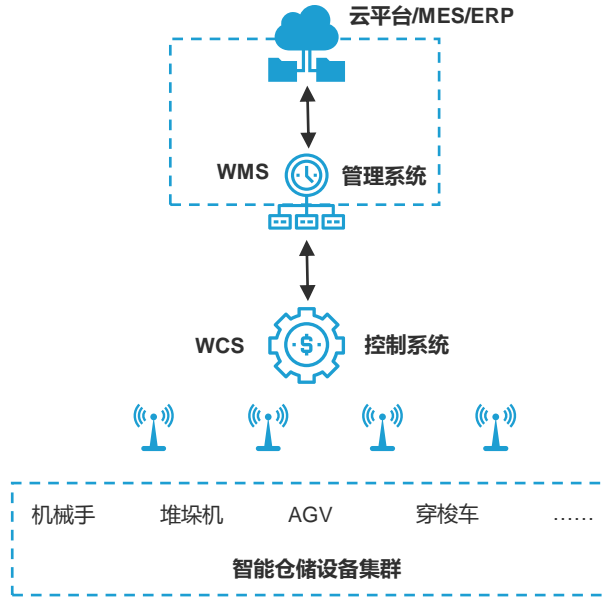 云平台/MES/ERP
WMS 管理系统
WCS $ 控制系统
机械手 堆垛机 AGV 穿梭车 ……
智能仓储设备集群